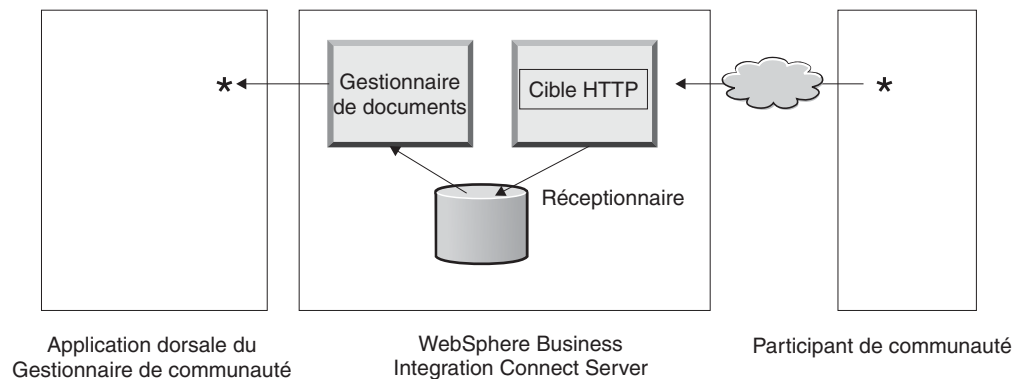 Gestionnaire
de documents
Cible HTTP
*
*
Réceptionnaire
Application dorsale du
Gestionnaire de communauté
WebSphere Business
Integration Connect Server
Participant de communauté